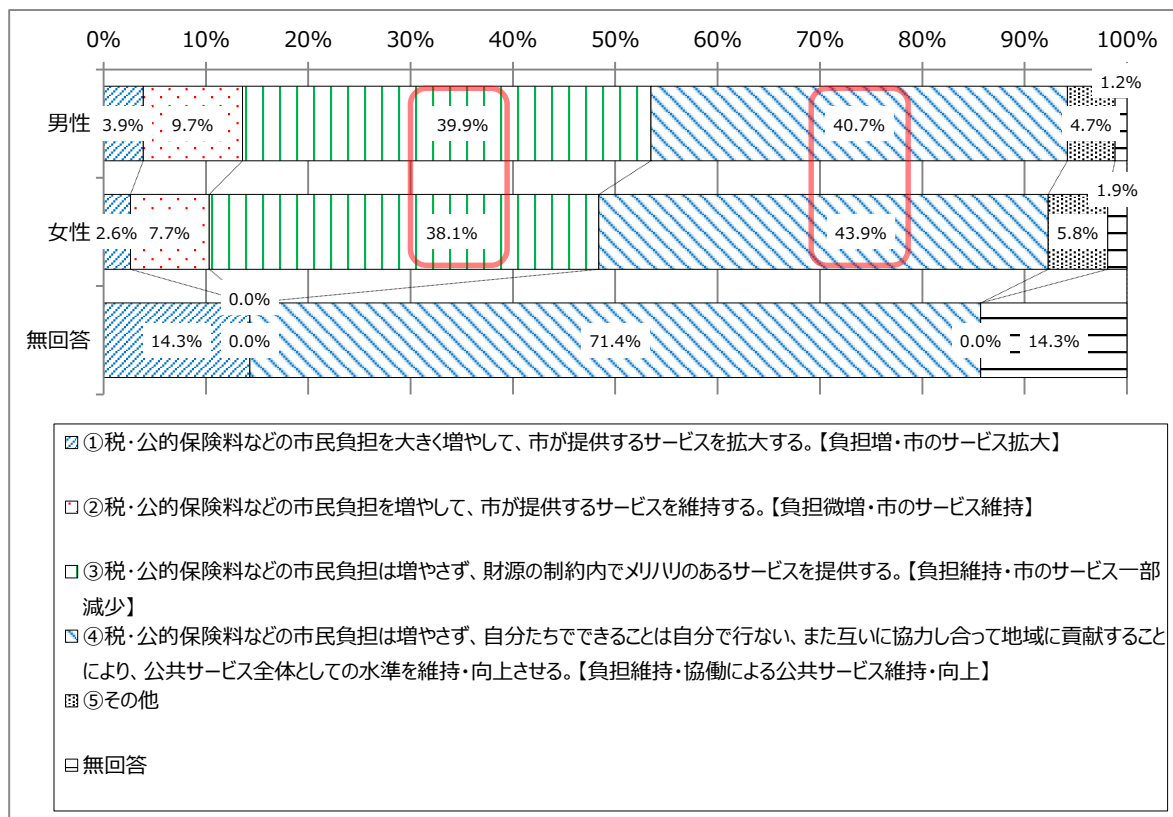 0% 10% 20% 30% 40% 50% 60% 70% 80% 90% 100%
1.2%
男性 3.9% 9.7% 39.9% 40.7% 4.7%
1.9%
女性 2.6% 7.7% 38.1% 43.9% 5.8%
0.0%
無回答 14.3% 0.0% 71.4% 0.0% 14.3%
①税・公的保険料などの市民負担を大きく増やして、市が提供するサービスを拡大する。【負担増・市のサービス拡大】
②税・公的保険料などの市民負担を増やして、市が提供するサービスを維持する。【負担微増・市のサービス維持】
③税・公的保険料などの市民負担は増やさず、財源の制約内でメリハリのあるサービスを提供する。【負担維持・市のサービス一部
減少】
④税・公的保険料などの市民負担は増やさず、自分たちでできることは自分で行ない、また互いに協力し合って地域に貢献すること
により、公共サービス全体としての水準を維持・向上させる。【負担維持・協働による公共サービス維持・向上】
⑤その他
無回答